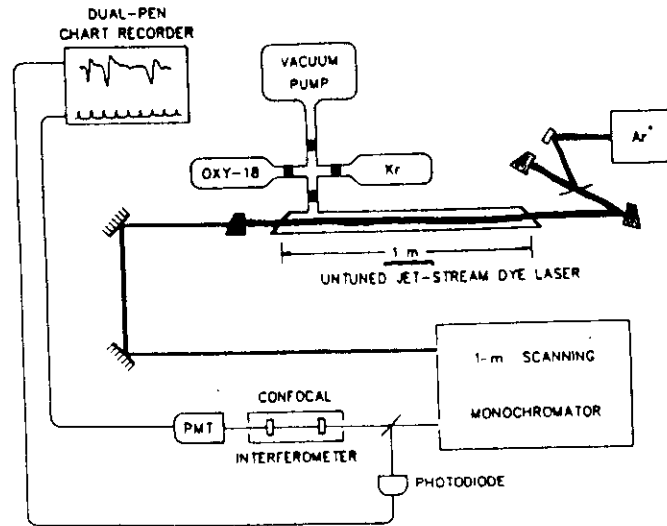 DUAL-PEN
CHART RECORDER
VACUUM
PUMP
Ar+
OXY-18
Kr
1 m
UNTUNED JET-STREAM DYE LASER
1-m SCANNING
MONOCHROMATOR
CONFOCAL
PMT
INTERFEROMETER
PHOTODIODE